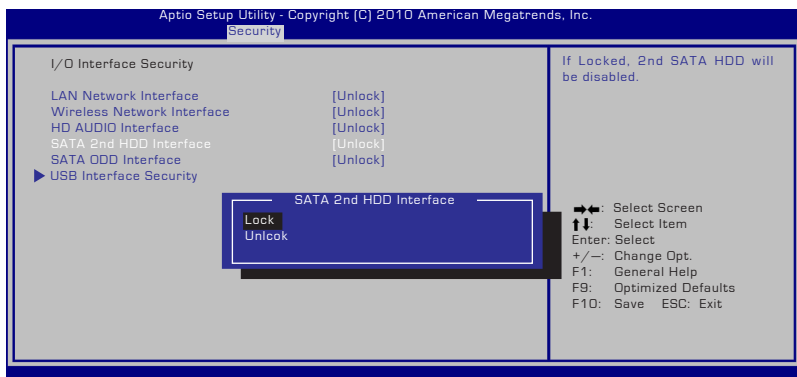 Aptio Setup Utility - Copyright (C) 2010 American Megatrends, Inc.
Security
I/O Interface Security
LAN Network Interface [Unlock]
Wireless Network Interface [Unlock]
HD AUDIO Interface [Unlock]
SATA 2nd HDD Interface [Unlock]
SATA ODD Interface [Unlock]
USB Interface Security
SATA 2nd HDD Interface
Lock
Unlcok
If Locked, 2nd SATA HDD will
be disabled.
→←: Select Screen
↑↓: Select Item
Enter: Select
+/—: Change Opt.
F1: General Help
F9: Optimized Defaults
F10: Save ESC: Exit